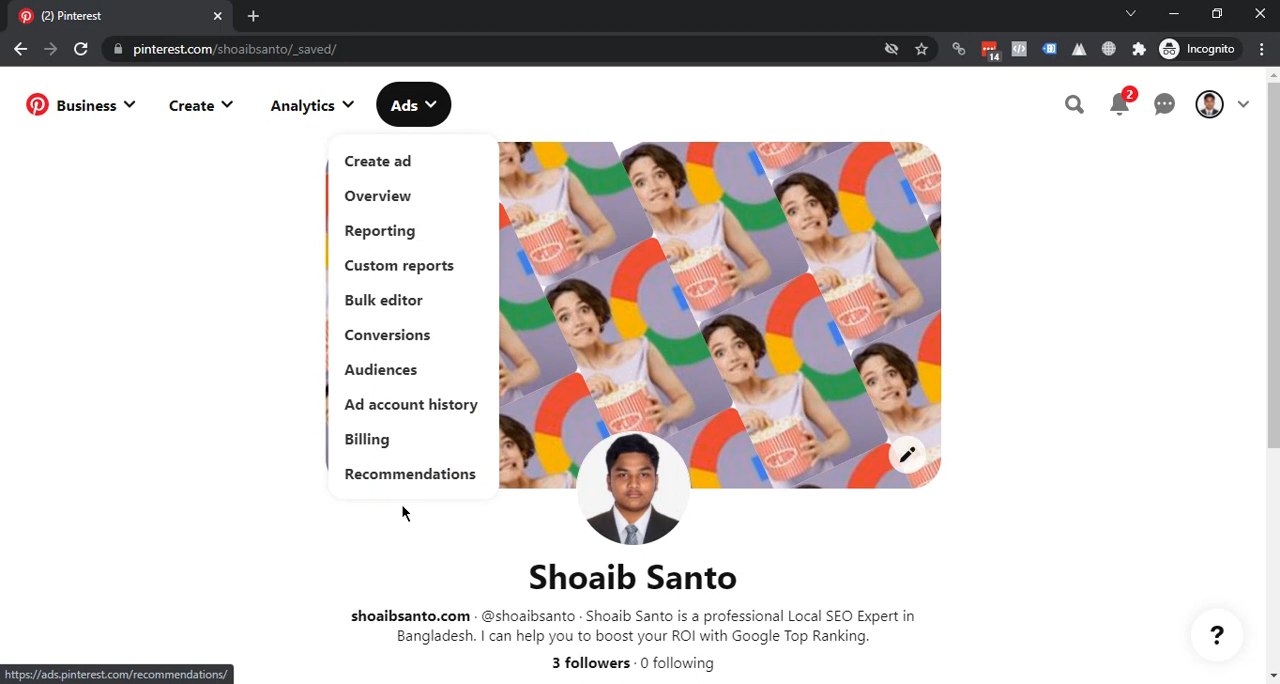 (2) Pinterest
pinterest.com/shoaibsanto/_saved/
14
Incognito
Business Create Analytics Ads
2
Create ad
Overview
Reporting
Custom reports
Bulk editor
Conversions
Audiences
Ad account history
Billing
Recommendations
Shoaib Santo
shoaibsanto.com · @shoaibsanto · Shoaib Santo is a professional Local SEO Expert in
Bangladesh. I can help you to boost your ROI with Google Top Ranking.
3 followers · 0 following
?
https://ads.pinterest.com/recommendations/